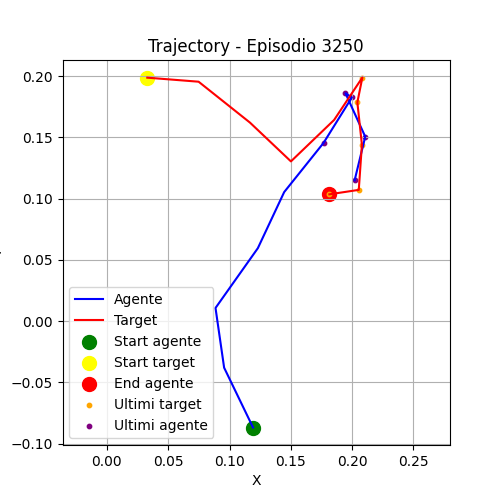 Trajectory - Episodio 3250
0.20
0.15
0.10
0.05
0.00
−0.05
−0.10
Agente
Target
Start agente
Start target
End agente
Ultimi target
Ultimi agente
0.00 0.05 0.10 0.15 0.20 0.25
X